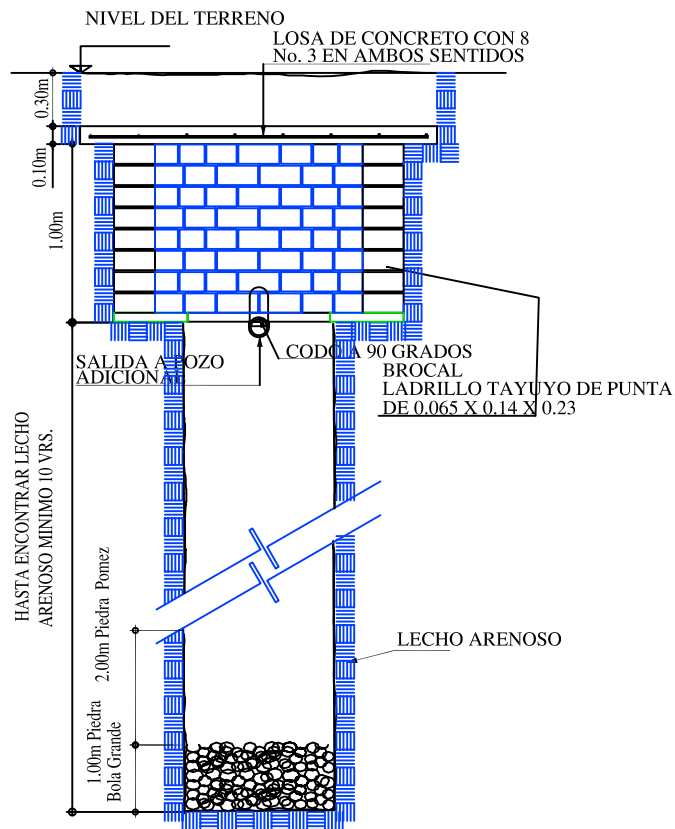 NIVEL DEL TERRENO
LOSA DE CONCRETO CON 8
No. 3 EN AMBOS SENTIDOS
0.30m
0.10m
1.00m
SALIDA A POZO
ADICIONAL
CODO A 90 GRADOS
BROCAL
LADRILLO TAYUYO DE PUNTA
DE 0.065 X 0.14 X 0.23
HASTA ENCONTRAR LECHO
ARENOSO MINIMO 10 VRS.
2.00m Piedra Pomez
LECHO ARENOSO
1.00m Piedra
Bola Grande